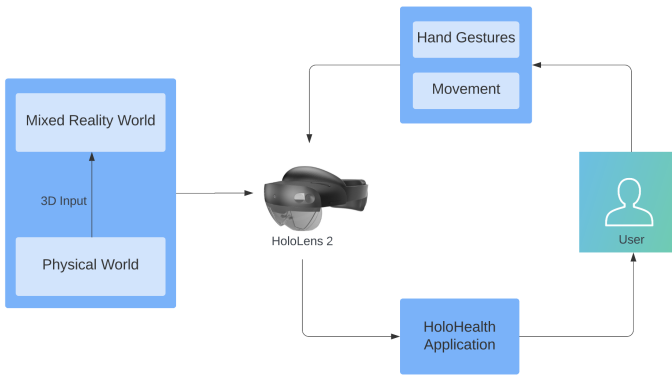 Hand Gestures
Movement
Mixed Reality World
3D Input
Physical World
HoloLens 2
User
HoloHealth
Application